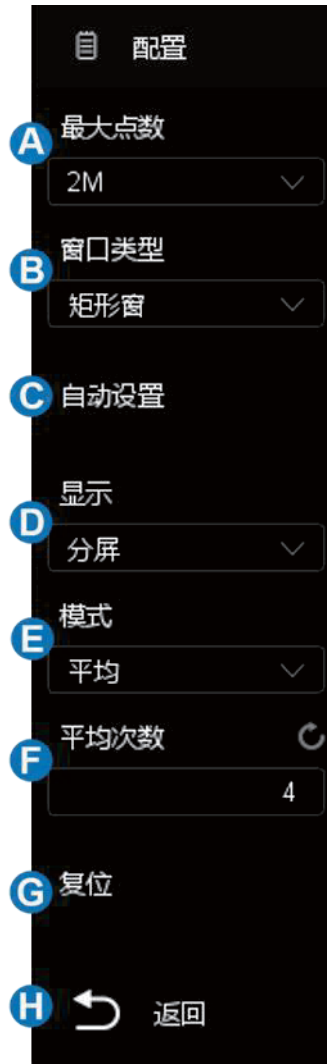 配置
A 最大点数
2M
B 窗口类型
矩形窗
C 自动设置
D 显示
分屏
E 模式
平均
F 平均次数
4
G 复位
H 返回